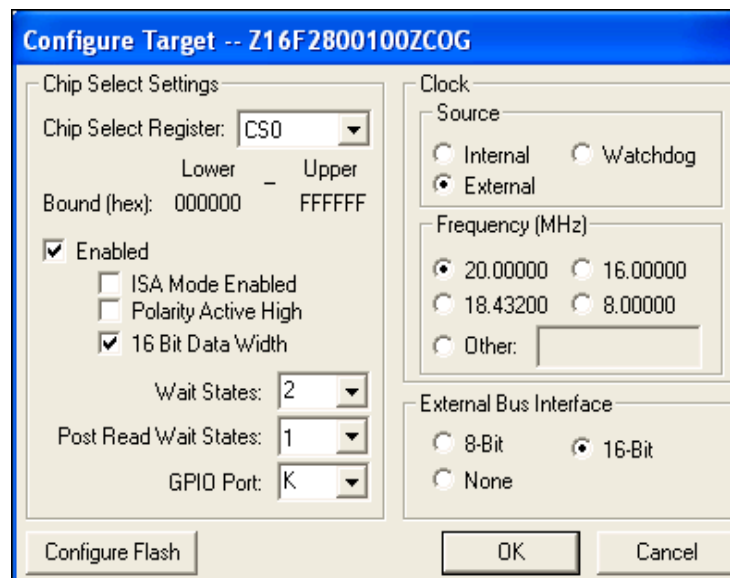 Configure Target -- Z16F2800100ZCOG
Chip Select Settings
Chip Select Register: CS0
Lower _ Upper
Bound (hex): 000000 FFFFFF
Enabled
ISA Mode Enabled
Polarity Active High
16 Bit Data Width
Wait States: 2
Post Read Wait States: 1
GPIO Port: K
Configure Flash
Clock
Source
Internal Watchdog
External
Frequency (MHz)
20.00000 16.00000
18.43200 8.00000
Other:
External Bus Interface
8-Bit 16-Bit
None
OK Cancel